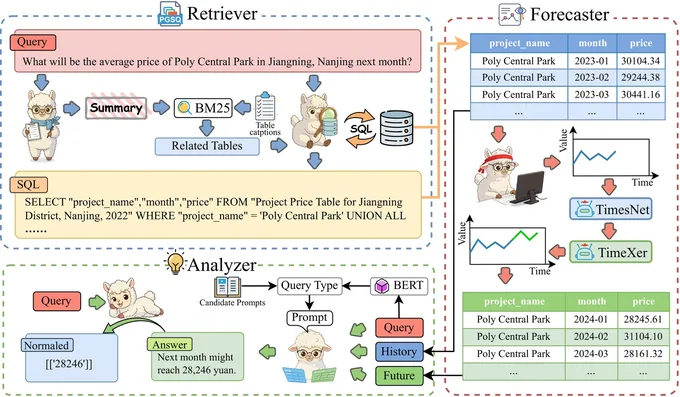 PGSQ
Retriever
Query
What will be the average price of Poly Central Park in Jiangning, Nanjing next month?
Summary
BM25
Table
catptions
Related Tables
SQL
SQL
SELECT "project_name","month","price" FROM "Project Price Table for Jiangning
District, Nanjing, 2022" WHERE "project_name" = 'Poly Central Park' UNION ALL
......
Forecaster
project_name month price
Poly Central Park 2023-01 30104.34
Poly Central Park 2023-02 29244.38
Poly Central Park 2023-03 30441.16
... ... ...
Value
Time
TimesNet
Value
TimeXer
Time
project_name month price
Poly Central Park 2024-01 28245.61
Poly Central Park 2024-02 31104.10
Poly Central Park 2024-03 28161.32
... ... ...
Analyzer
Query
Candidate Prompts
Query Type
BERT
Prompt
Query
History
Future
Normaled
[['28246']]
Answer
Next month might
reach 28,246 yuan.